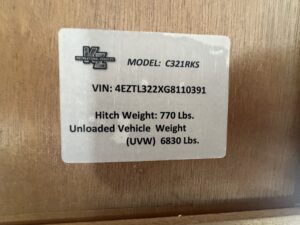 MODEL: C321RKS
VIN: 4EZTL322XG8110391
Hitch Weight: 770 Lbs.
Unloaded Vehicle Weight
(UVW) 6830 Lbs.